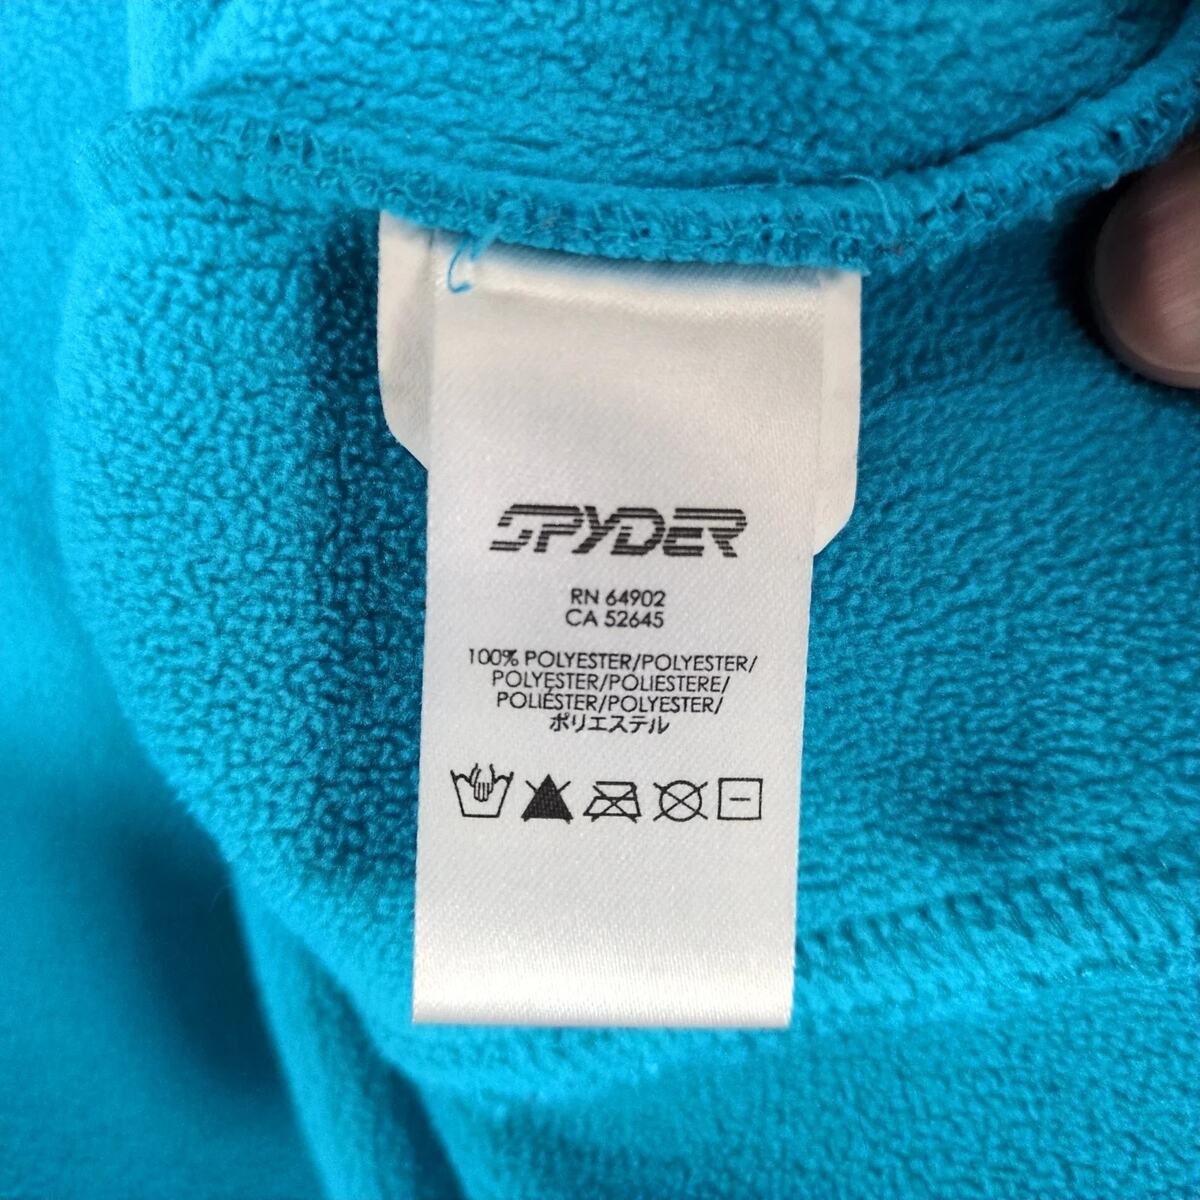 SPYDER
RN 64902
CA 52645
100% POLYESTER/POLYESTER/
POLYESTER/POLIESTERE/
POLIÉSTER/POLYESTER/
ポリエステル